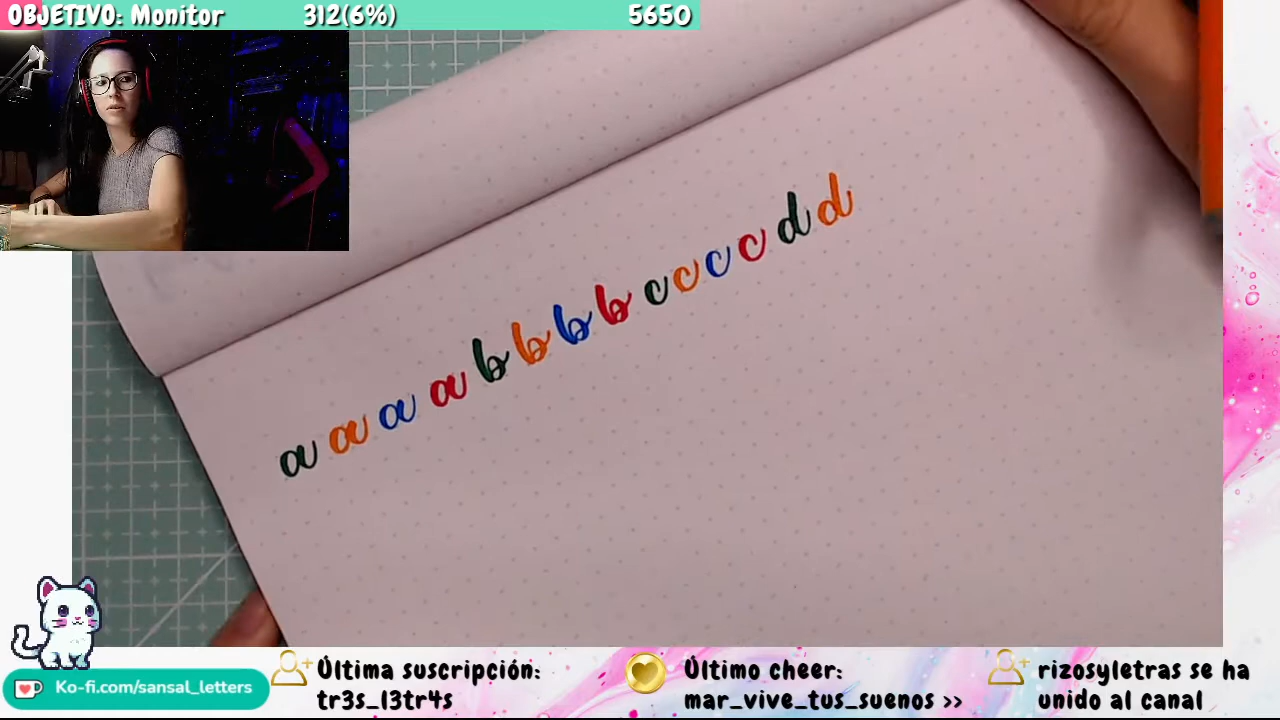 OBJETIVO: Monitor 312(6%) 5650
a a a a b b b b c c c c d d
Ko-fi.com/sansal_letters
Última suscripción:
tr3s_l3tr4s
Último cheer:
mar_vive_tus_suenos >>
rizosyletras se ha
unido al canal